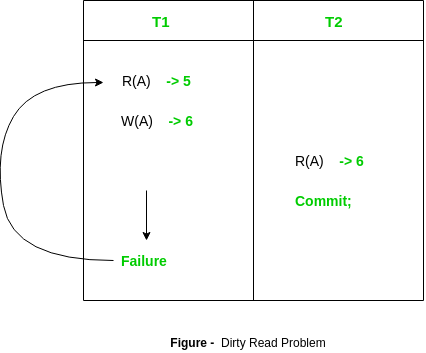 T1 T2
R(A) -> 5
W(A) -> 6
R(A) -> 6
Commit;
Failure
Figure - Dirty Read Problem